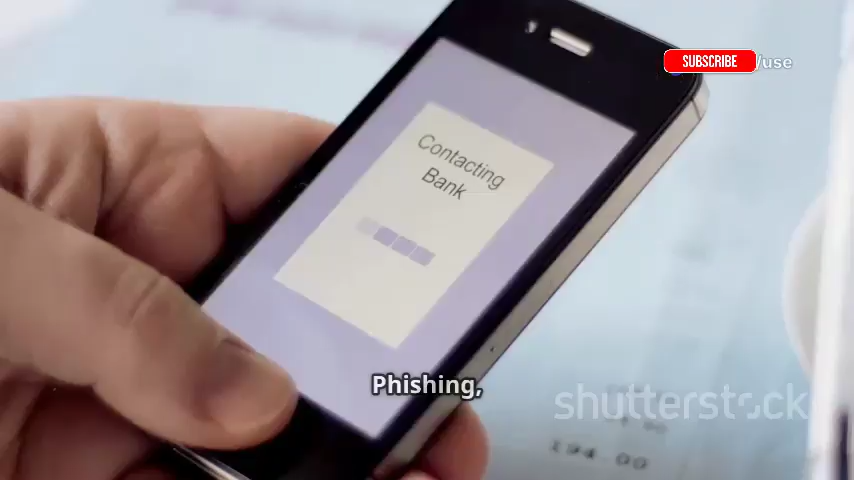 SUBSCRIBE /use
Contacting
Bank
Phishing,
shutterstock
194.00